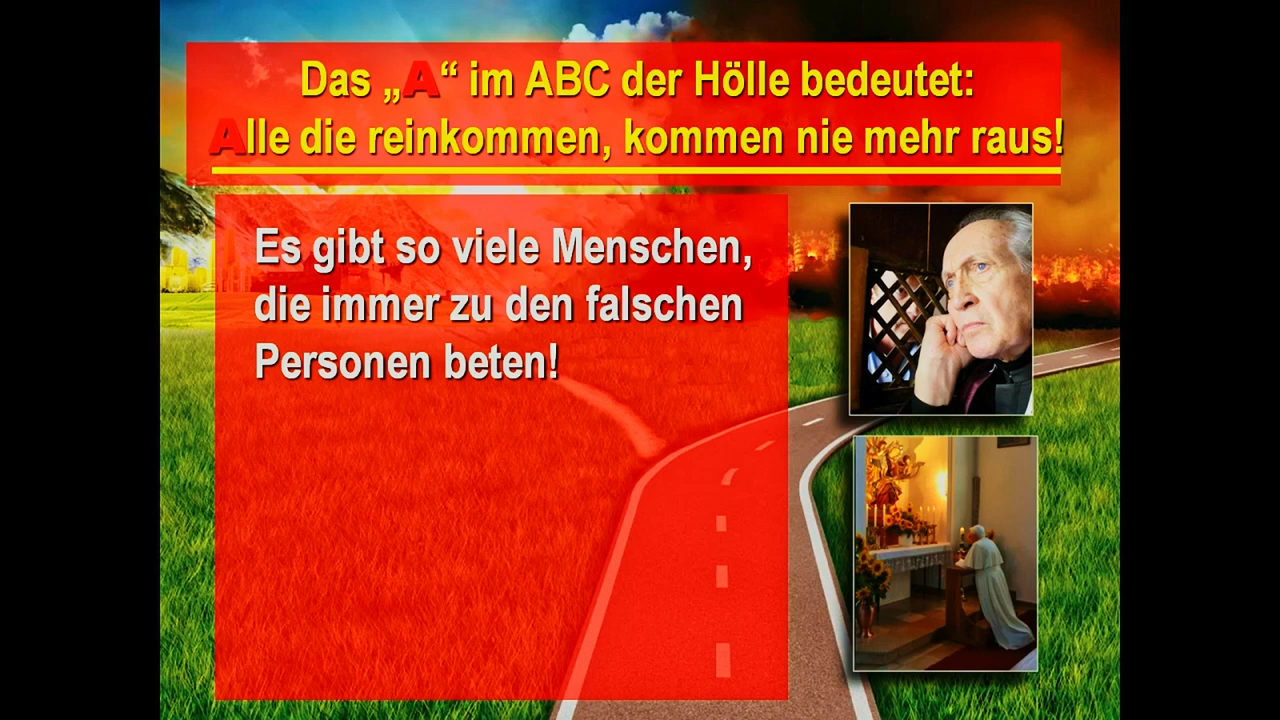 Das „A“ im ABC der Hölle bedeutet:
Alle die reinkommen, kommen nie mehr raus!
Es gibt so viele Menschen,
die immer zu den falschen
Personen beten!